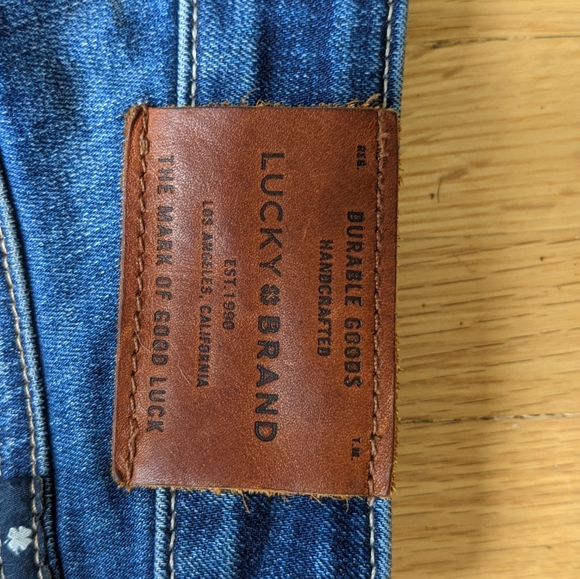 REG. T.M.
DURABLE GOODS
HANDCRAFTED
LUCKY BRAND
EST. 1990
LOS ANGELES, CALIFORNIA
THE MARK OF GOOD LUCK